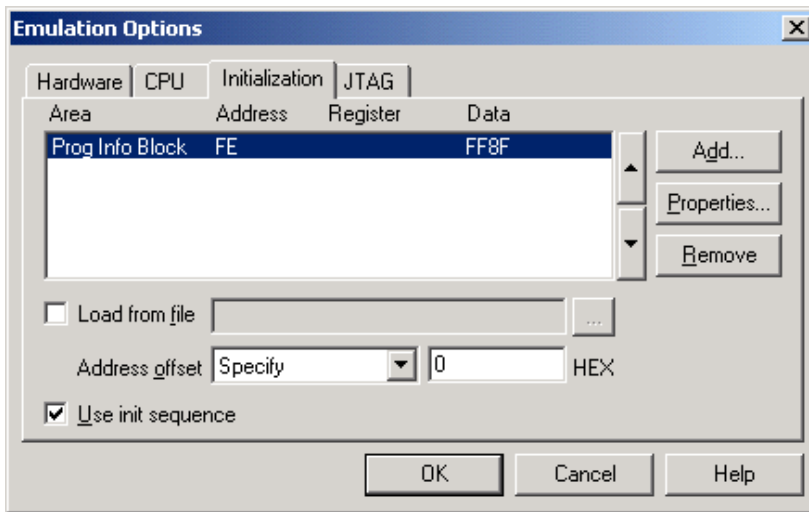 Emulation Options
Hardware CPU Initialization JTAG
Area Address Register Data
Prog Info Block FE FF8F
Add...
Properties...
Remove
Load from file ...
Address offset Specify 0 HEX
Use init sequence
OK Cancel Help